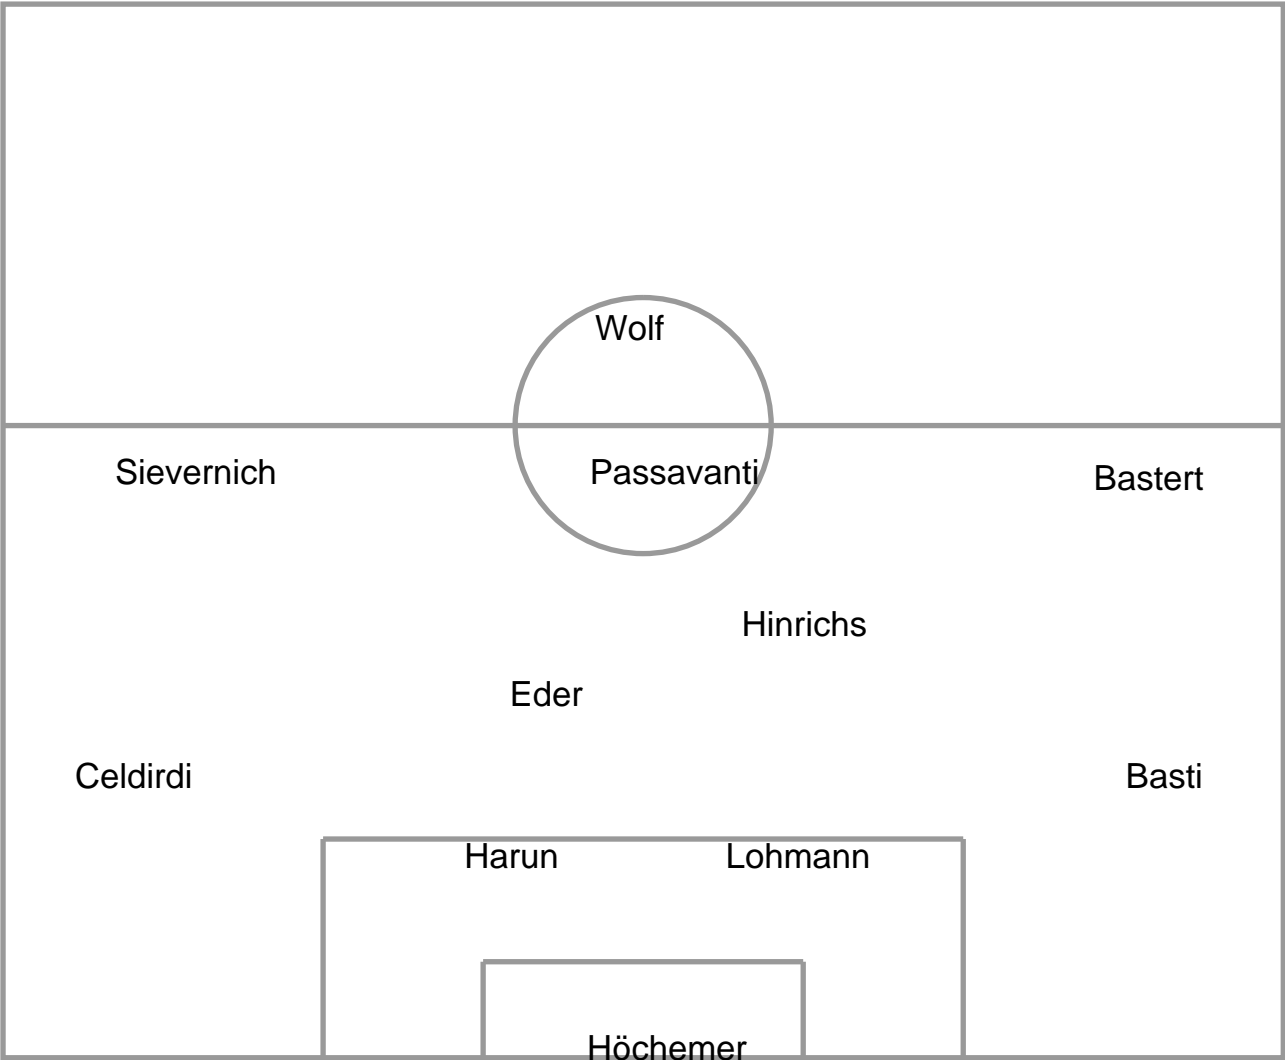 Wolf
Sievernich
Passavanti
Bastert
Hinrichs
Eder
Celdirdi
Basti
Harun
Lohmann
Höchemer